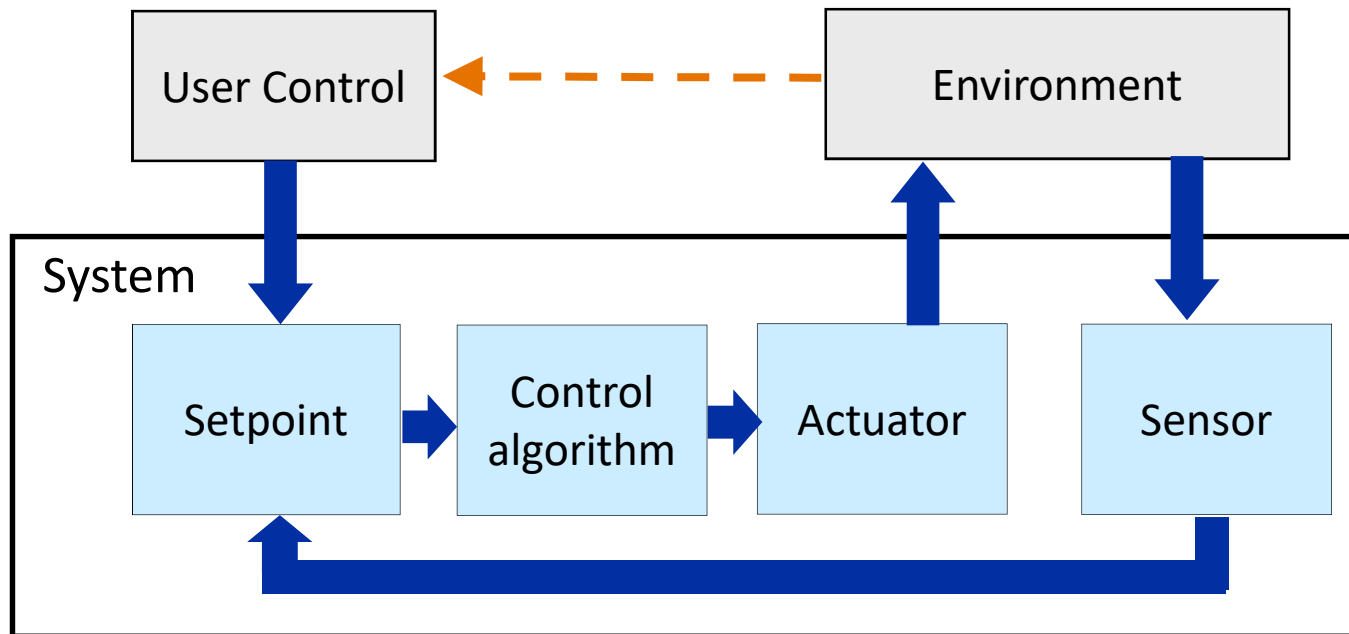 User Control
Environment
System
Setpoint
Control
algorithm
Actuator
Sensor